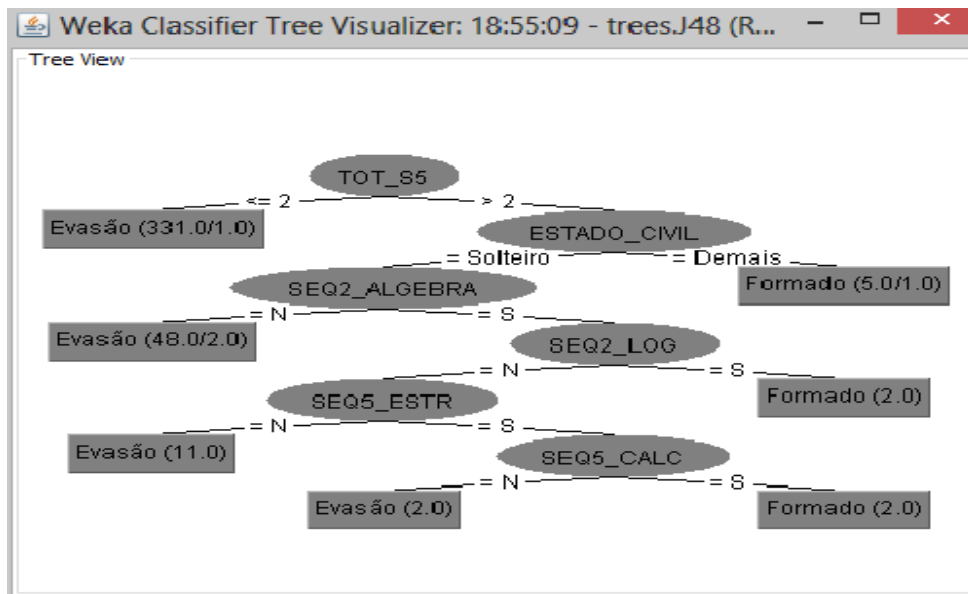 Weka Classifier Tree Visualizer: 18:55:09 - trees.J48 (R...
Tree View
TOT_S5
<= 2 > 2
Evasão (331.0/1.0)
ESTADO_CIVIL
= Solteiro = Demais
SEQ2_ALGEBRA
Formado (5.0/1.0)
= N = S
Evasão (48.0/2.0)
SEQ2_LOG
= N = S
SEQ5_ESTR
Formado (2.0)
= N = S
Evasão (11.0)
SEQ5_CALC
= N = S
Evasão (2.0)
Formado (2.0)